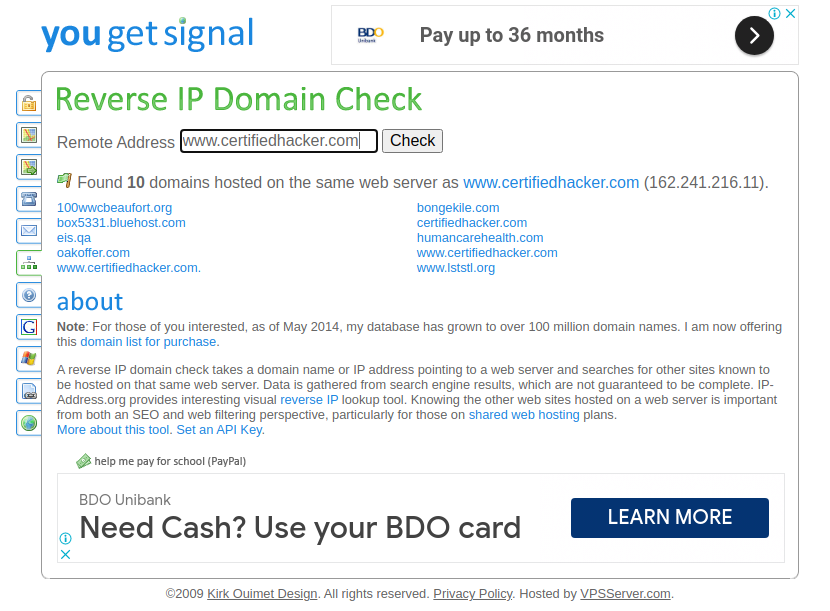 you get signal
BDO
Unibank
Pay up to 36 months
Reverse IP Domain Check
Remote Address www.certifiedhacker.com Check
Found 10 domains hosted on the same web server as www.certifiedhacker.com (162.241.216.11).
100wwcbeaufort.org bongekile.com
box5331.bluehost.com certifiedhacker.com
eis.qa humancarehealth.com
oakoffer.com www.certifiedhacker.com
www.certifiedhacker.com. www.lststl.org
about
Note: For those of you interested, as of May 2014, my database has grown to over 100 million domain names. I am now offering
this domain list for purchase.
A reverse IP domain check takes a domain name or IP address pointing to a web server and searches for other sites known to
be hosted on that same web server. Data is gathered from search engine results, which are not guaranteed to be complete. IP-
Address.org provides interesting visual reverse IP lookup tool. Knowing the other web sites hosted on a web server is important
from both an SEO and web filtering perspective, particularly for those on shared web hosting plans.
More about this tool. Set an API Key.
help me pay for school (PayPal)
BDO Unibank
Need Cash? Use your BDO card
LEARN MORE
©2009 Kirk Ouimet Design. All rights reserved. Privacy Policy. Hosted by VPSServer.com.